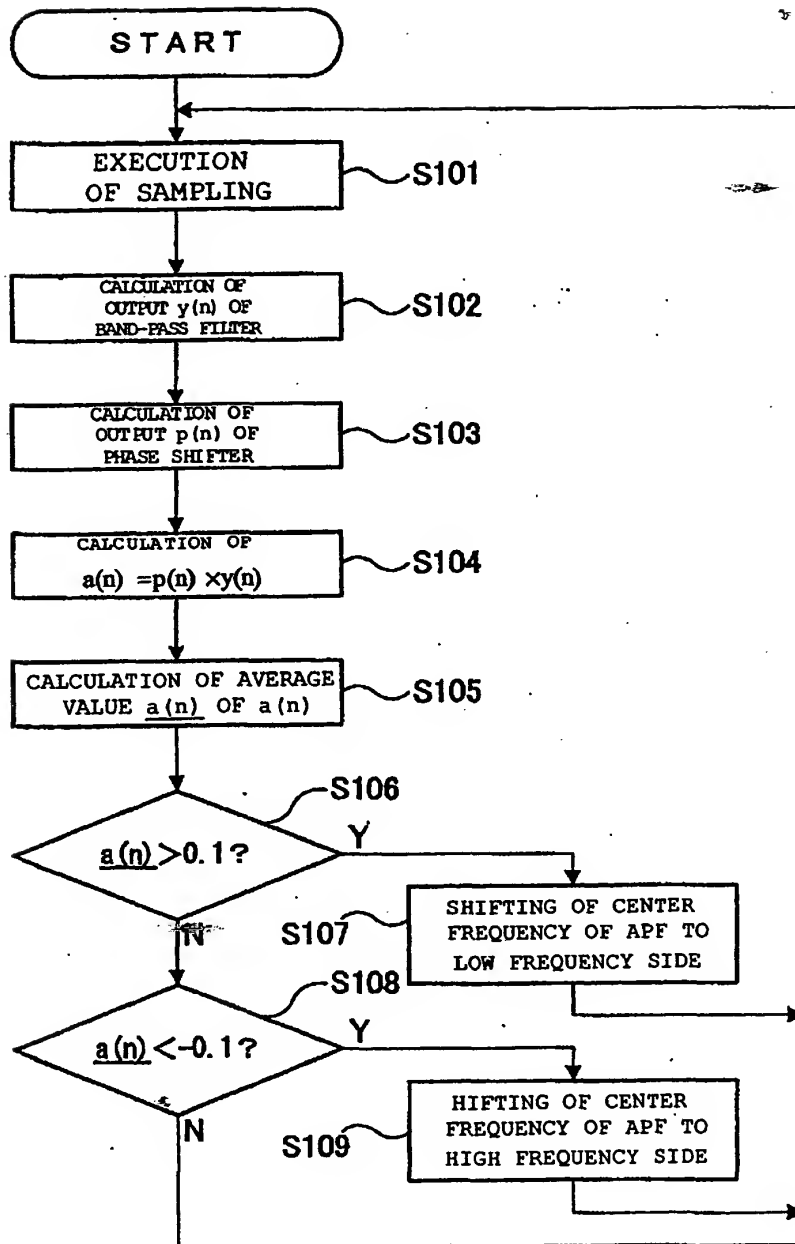 START
EXECUTION
OF SAMPLING
S101
CALCULATION OF
OUTPUT y(n) OF
BAND-PASS FILTER
S102
CALCULATION OF
OUTPUT p(n) OF
PHASE SHIFTER
S103
CALCULATION OF
a(n) =p(n) ×y(n)
S104
CALCULATION OF AVERAGE
VALUE a(n) OF a(n)
S105
S106
a(n) >0.1?
Y
N
S107
SHIFTING OF CENTER
FREQUENCY OF APF TO
LOW FREQUENCY SIDE
S108
a(n) <-0.1?
Y
N
S109
HIFTING OF CENTER
FREQUENCY OF APF TO
HIGH FREQUENCY SIDE